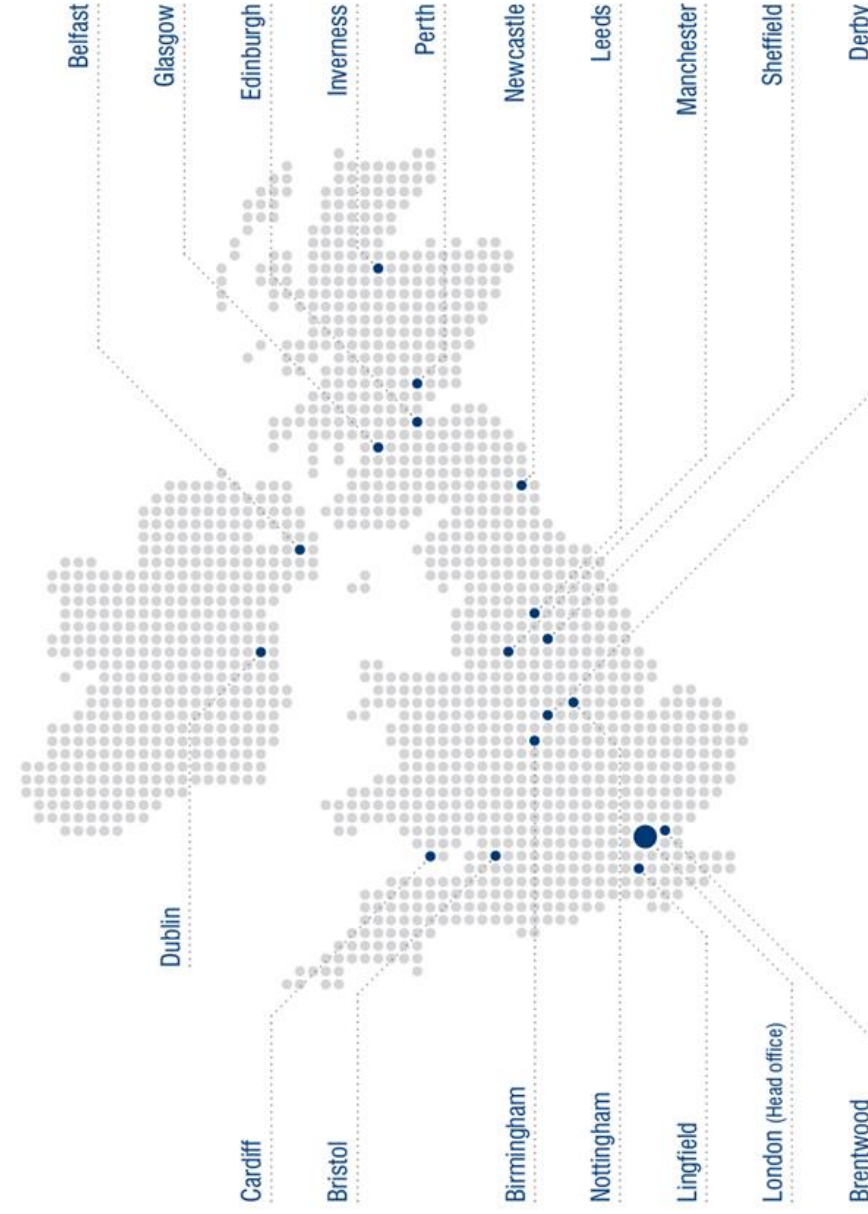 Belfast
Glasgow
Edinburgh
Inverness
Perth
Newcastle
Leeds
Manchester
Sheffield
Derby
Dublin
Cardiff
Bristol
Birmingham
Nottingham
Lingfield
London (Head office)
Brentwood